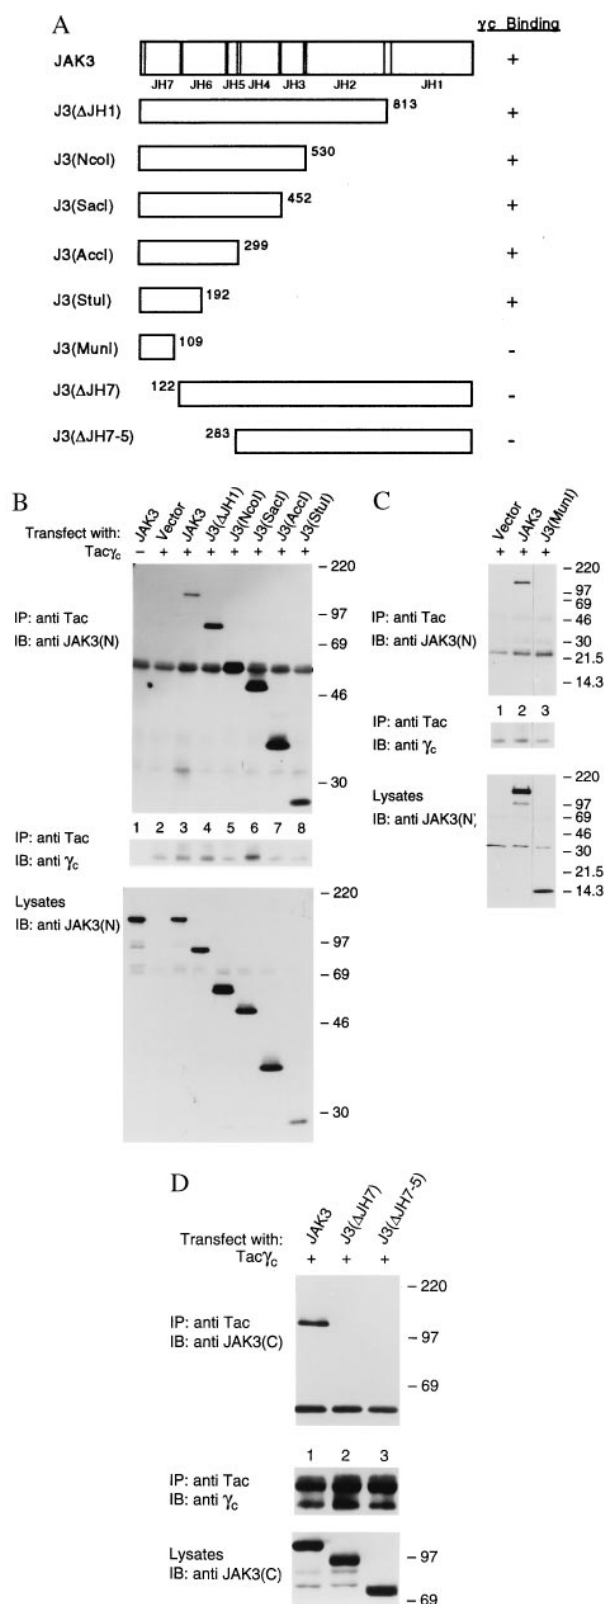 A
γc Binding
JAK3 +
JH7 JH6 JH5 JH4 JH3 JH2 JH1
J3(ΔJH1) 813 +
J3(NcoI) 530 +
J3(SacI) 452 +
J3(AccI) 299 +
J3(StuI) 192 +
J3(MunI) 109 -
J3(ΔJH7) 122 -
J3(ΔJH7-5) 283 -
B
Transfect with: JAK3 Vector JAK3 J3(ΔJH1) J3(NcoI) J3(SacI) J3(AccI) J3(StuI)
Tacγc – + + + + + + +
– 220
– 97
– 69
– 46
– 30
IP: anti Tac
IB: anti JAK3(N)
1 2 3 4 5 6 7 8
IP: anti Tac
IB: anti γc
Lysates
IB: anti JAK3(N)
– 220
– 97
– 69
– 46
– 30
C
Vector JAK3 J3(MunI)
+ + +
IP: anti Tac
IB: anti JAK3(N)
– 220
– 97
– 69
– 46
– 30
– 21.5
– 14.3
1 2 3
IP: anti Tac
IB: anti γc
Lysates
IB: anti JAK3(N)
– 220
– 97
– 69
– 46
– 30
– 21.5
– 14.3
D
Transfect with: JAK3 J3(ΔJH7) J3(ΔJH7-5)
Tacγc + + +
IP: anti Tac
IB: anti JAK3(C)
– 220
– 97
– 69
1 2 3
IP: anti Tac
IB: anti γc
Lysates
IB: anti JAK3(C)
– 97
– 69